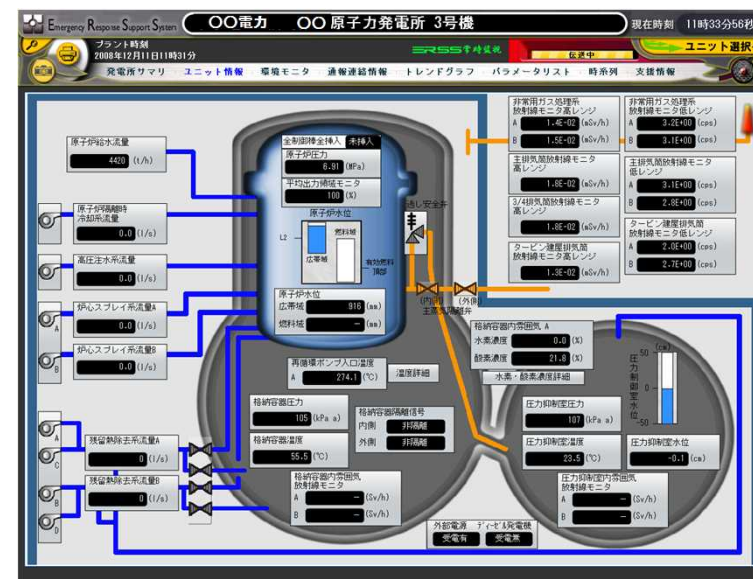 Emergency Response Support System
〇〇電力 〇〇原子力発電所 3号機
現在時刻 11時33分56秒
プラント時刻
2008年12月11日11時31分
ERSS常時監視
伝送中
ユニット選択
発電所サマリ ユニット情報 環境モニタ 通報連絡情報 トレンドグラフ パラメータリスト 時系列 支援情報
原子炉給水流量
4420 (t/h)
原子炉隔離時
冷却系流量
0.0 (l/s)
高圧注水系流量
0.0 (l/s)
炉心スプレイ系流量A
0.0 (l/s)
炉心スプレイ系流量B
0.0 (l/s)
A
B
残留熱除去系流量A
0 (l/s)
残留熱除去系流量B
0 (l/s)
A
C
B
D
全制御棒全挿入 未挿入
原子炉圧力
6.91 (MPa)
平均出力領域モニタ
100 (%)
原子炉水位
L2
燃料域
広帯域
有効燃料
頂部
原子炉水位
広帯域 916 (mm)
燃料域 - (mm)
逃し安全弁
(内側) (外側)
主蒸気隔離弁
再循環ポンプ入口温度
A 274.1 (℃)
温度詳細
格納容器圧力
105 (kPa a)
格納容器温度
55.5 (℃)
格納容器隔離信号
内側 非隔離
外側 非隔離
格納容器内雰囲気
放射線モニタ
A - (Sv/h)
B - (Sv/h)
外部電源 ディーゼル発電機
受電有 受電無
非常用ガス処理系
放射線モニタ高レンジ
A 1.4E-02 (mSv/h)
B 1.5E-02 (mSv/h)
主排気筒放射線モニタ
高レンジ
1.8E-02 (mSv/h)
3/4排気筒放射線モニタ
高レンジ
1.8E-02 (mSv/h)
タービン建屋排気筒
放射線モニタ高レンジ
1.3E-02 (mSv/h)
非常用ガス処理系
放射線モニタ低レンジ
A 3.2E+00 (cps)
B 3.1E+00 (cps)
主排気筒放射線モニタ
低レンジ
A 3.1E+00 (cps)
B 2.8E+00 (cps)
タービン建屋排気筒
放射線モニタ低レンジ
A 2.0E+00 (cps)
B 2.7E+00 (cps)
格納容器内雰囲気 A
水素濃度 0.0 (%)
酸素濃度 21.8 (%)
水素・酸素濃度詳細
圧力制御室水位
(cm)
50
0
-50
圧力抑制室圧力
107 (kPa a)
圧力抑制室温度
23.5 (℃)
圧力抑制室水位
-0.1 (cm)
圧力抑制室内雰囲気
放射線モニタ
A - (Sv/h)
B - (Sv/h)